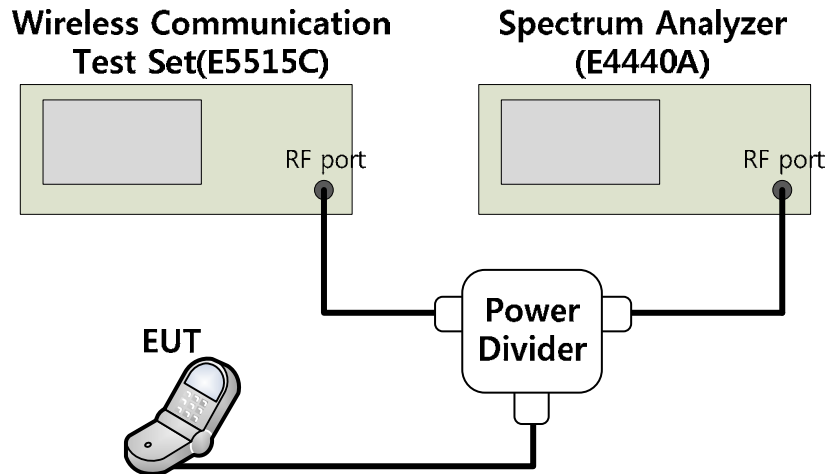 Wireless Communication
Test Set(E5515C)
Spectrum Analyzer
(E4440A)
RF port
RF port
Power
Divider
EUT